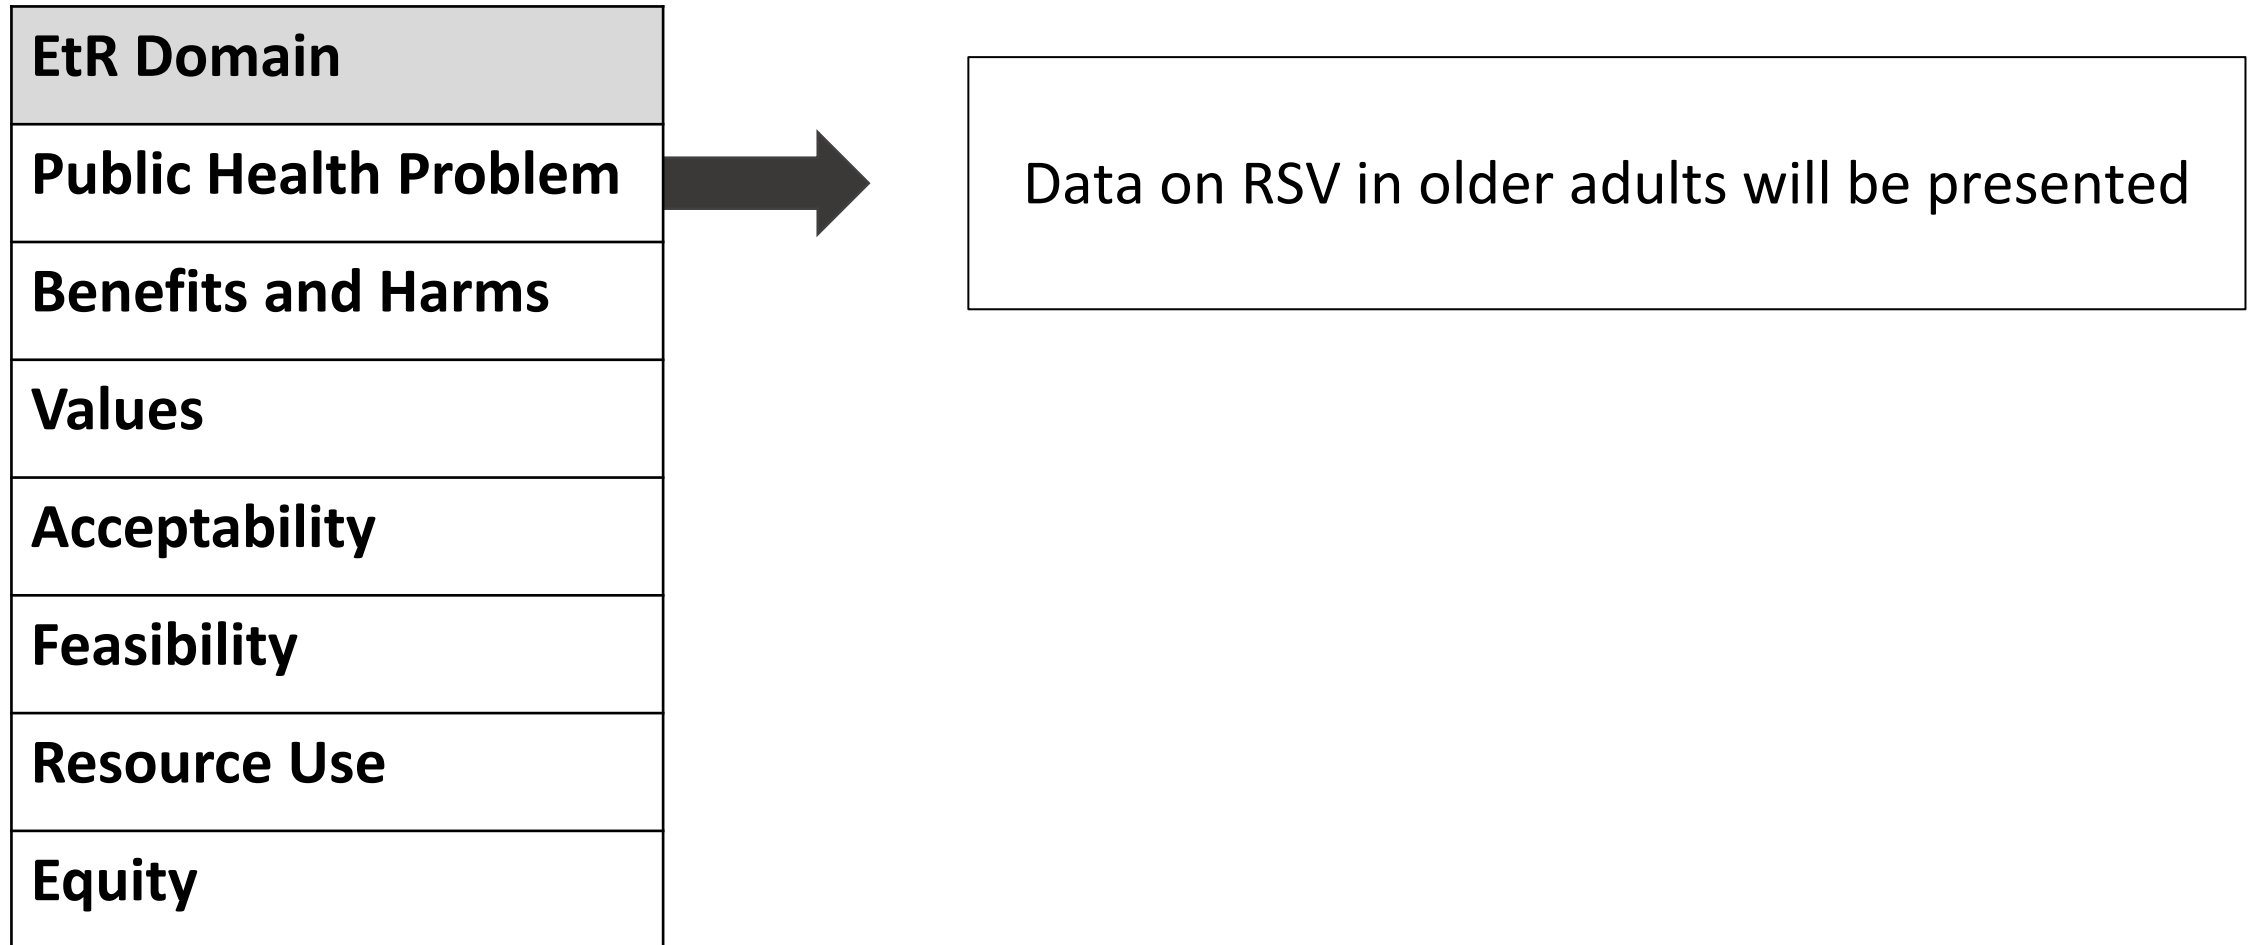 EtR Domain
Public Health Problem
Data on RSV in older adults will be presented
Benefits and Harms
Values
Acceptability
Feasibility
Resource Use
Equity